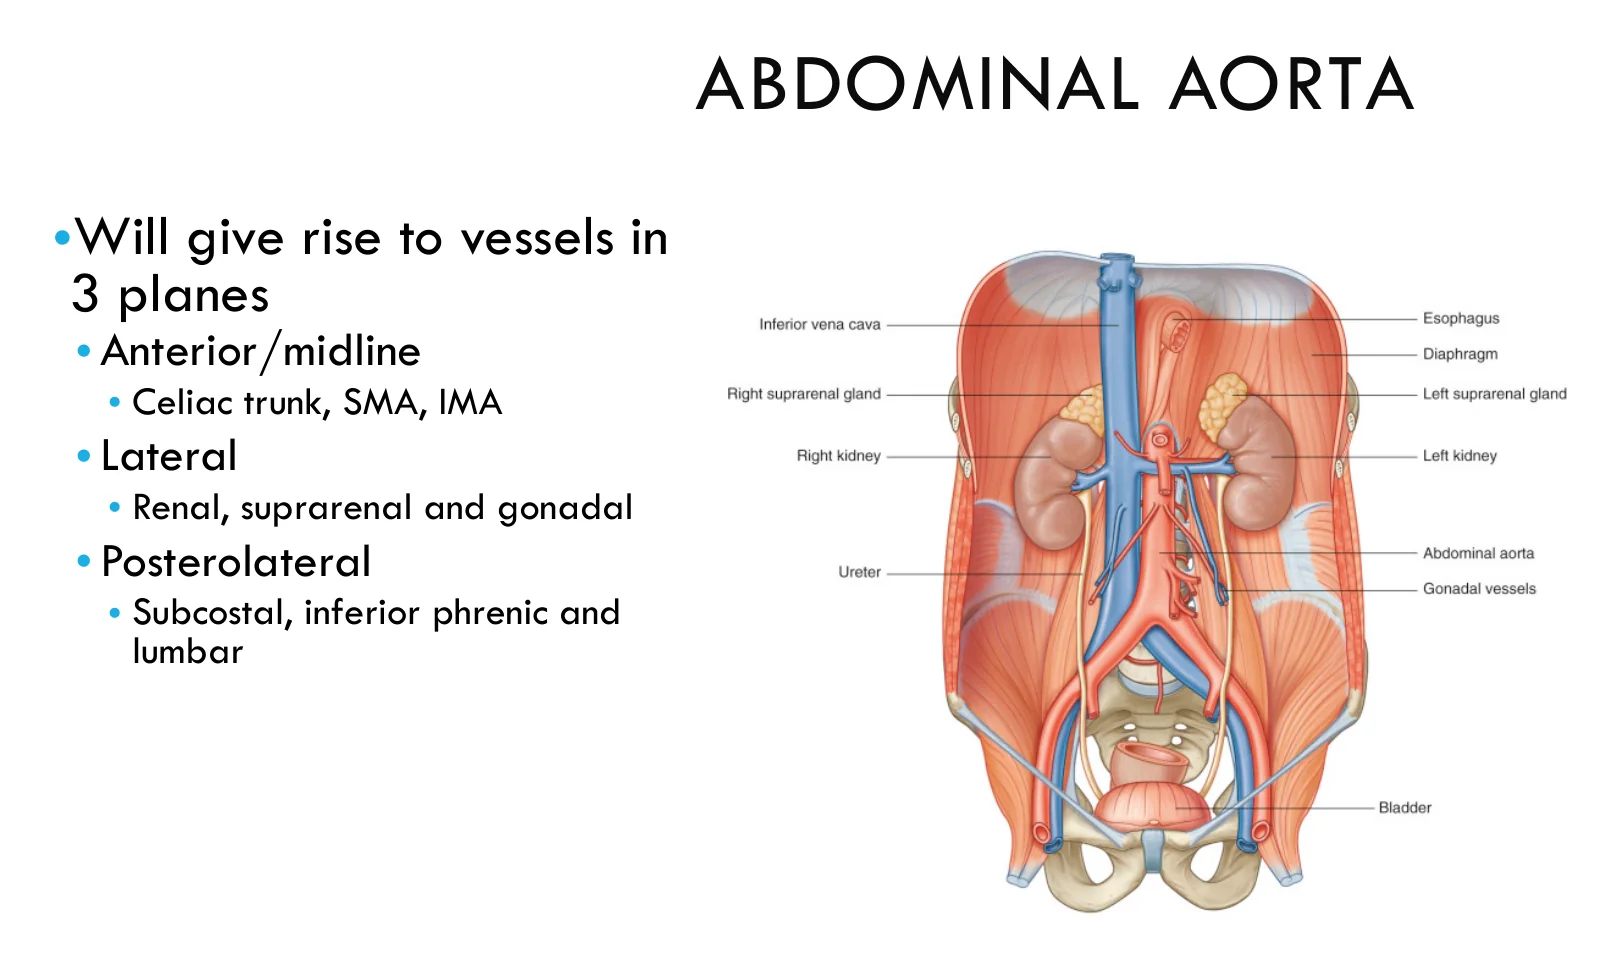 ABDOMINAL AORTA
•Will give rise to vessels in
3 planes
• Anterior/midline
• Celiac trunk, SMA, IMA
• Lateral
• Renal, suprarenal and gonadal
• Posterolateral
• Subcostal, inferior phrenic and
lumbar
Inferior vena cava
Right suprarenal gland
Right kidney
Ureter
Esophagus
Diaphragm
Left suprarenal gland
Left kidney
Abdominal aorta
Gonadal vessels
Bladder